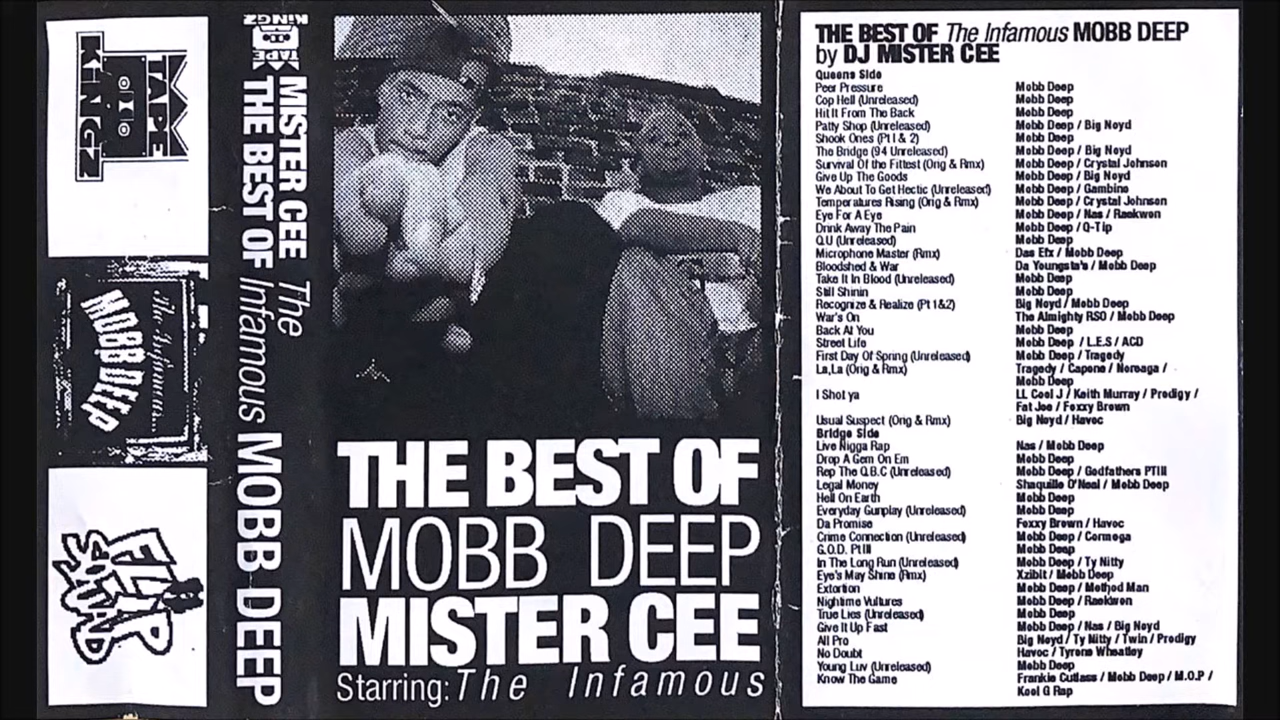 TAPE
KINGZ
The Infamous
MOBB DEEP
FLIP
SQUAD
TAPE
KINGZ
MISTER CEE The
THE BEST OF Infamous MOBB DEEP
THE BEST OF
MOBB DEEP
MISTER CEE
Starring: The Infamous
THE BEST OF The Infamous MOBB DEEP
by DJ MISTER CEE
Queens Side
Peer Pressure Mobb Deep
Cop Hell (Unreleased) Mobb Deep
Hit It From The Back Mobb Deep
Patty Shop (Unreleased) Mobb Deep / Big Noyd
Shook Ones (Pt I & 2) Mobb Deep
The Bridge (94 Unreleased) Mobb Deep / Big Noyd
Survival Of the Fittest (Orig & Rmx) Mobb Deep / Crystal Johnson
Give Up The Goods Mobb Deep / Big Noyd
We About To Get Hectic (Unreleased) Mobb Deep / Gambino
Temperatures Rising (Orig & Rmx) Mobb Deep / Crystal Johnson
Eye For A Eye Mobb Deep / Nas / Raekwon
Drink Away The Pain Mobb Deep / Q-Tip
Q.U (Unreleased) Mobb Deep
Microphone Master (Rmx) Das Efx / Mobb Deep
Bloodshed & War Da Youngsta's / Mobb Deep
Take It In Blood (Unreleased) Mobb Deep
Still Shinin Mobb Deep
Recognize & Realize (Pt 1&2) Big Noyd / Mobb Deep
War's On The Almighty RSO / Mobb Deep
Back At You Mobb Deep
Street Life Mobb Deep / L.E.S / ACD
First Day Of Spring (Unreleased) Mobb Deep / Tragedy
La,La (Orig & Rmx) Tragedy / Capone / Noreaga /
Mobb Deep
I Shot ya LL Cool J / Keith Murray / Prodigy /
Fat Joe / Foxxy Brown
Usual Suspect (Orig & Rmx) Big Noyd / Havoc
Bridge Side
Live Nigga Rap Nas / Mobb Deep
Drop A Gem On Em Mobb Deep
Rep The Q.B.C (Unreleased) Mobb Deep / Godfathers PTIII
Legal Money Shaquille O'Neal / Mobb Deep
Hell On Earth Mobb Deep
Everyday Gunplay (Unreleased) Mobb Deep
Da Promise Foxxy Brown / Havoc
Crime Connection (Unreleased) Mobb Deep / Cormega
G.O.D. Pt III Mobb Deep
In The Long Run (Unreleased) Mobb Deep / Ty Nitty
Eye's May Shine (Rmx) Xzibit / Mobb Deep
Extortion Mobb Deep / Method Man
Nightime Vultures Mobb Deep / Raekwon
True Lies (Unreleased) Mobb Deep
Give It Up Fast Mobb Deep / Nas / Big Noyd
All Pro Big Noyd / Ty Nitty / Twin / Prodigy
No Doubt Havoc / Tyrone Wheatley
Young Luv (Unreleased) Mobb Deep
Know The Game Frankie Cutlass / Mobb Deep / M.O.P /
Kool G Rap